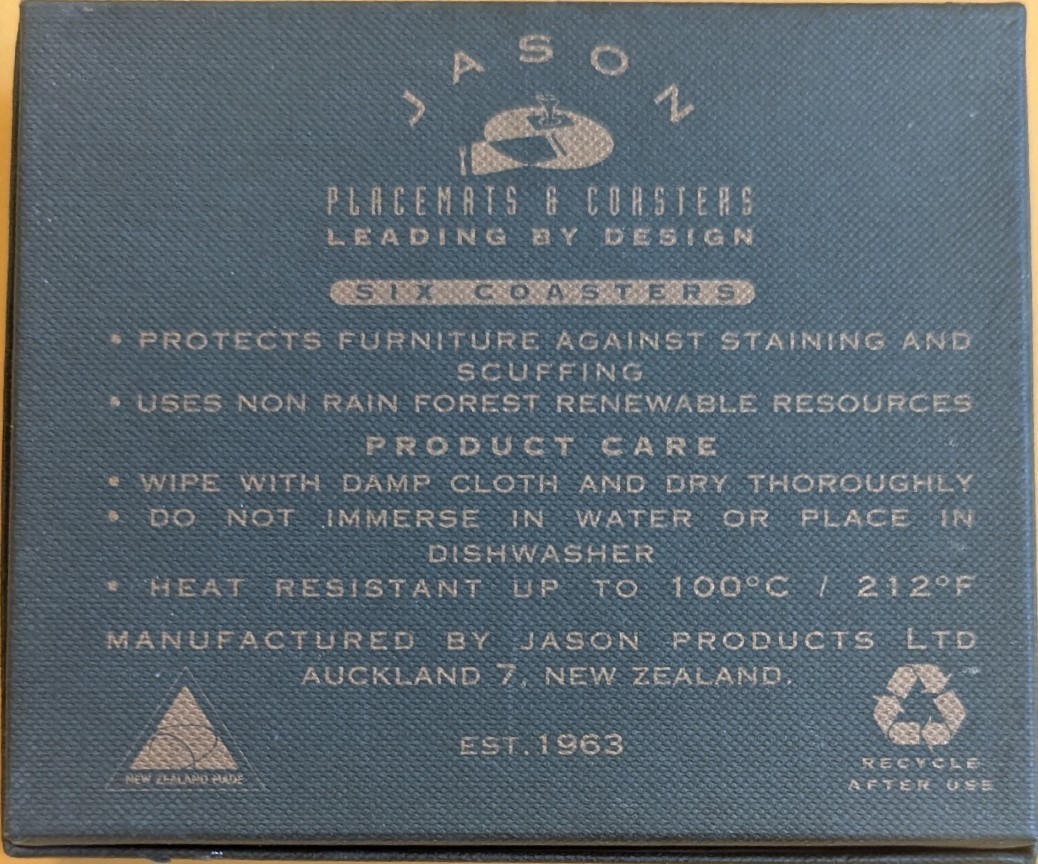 JASON
PLACEMATS & COASTERS
LEADING BY DESIGN
SIX COASTERS
• PROTECTS FURNITURE AGAINST STAINING AND
SCUFFING
• USES NON RAIN FOREST RENEWABLE RESOURCES
PRODUCT CARE
• WIPE WITH DAMP CLOTH AND DRY THOROUGHLY
• DO NOT IMMERSE IN WATER OR PLACE IN
DISHWASHER
• HEAT RESISTANT UP TO 100°C / 212°F
MANUFACTURED BY JASON PRODUCTS LTD
AUCKLAND 7, NEW ZEALAND.
EST. 1963
NEW ZEALAND MADE
RECYCLE
AFTER USE